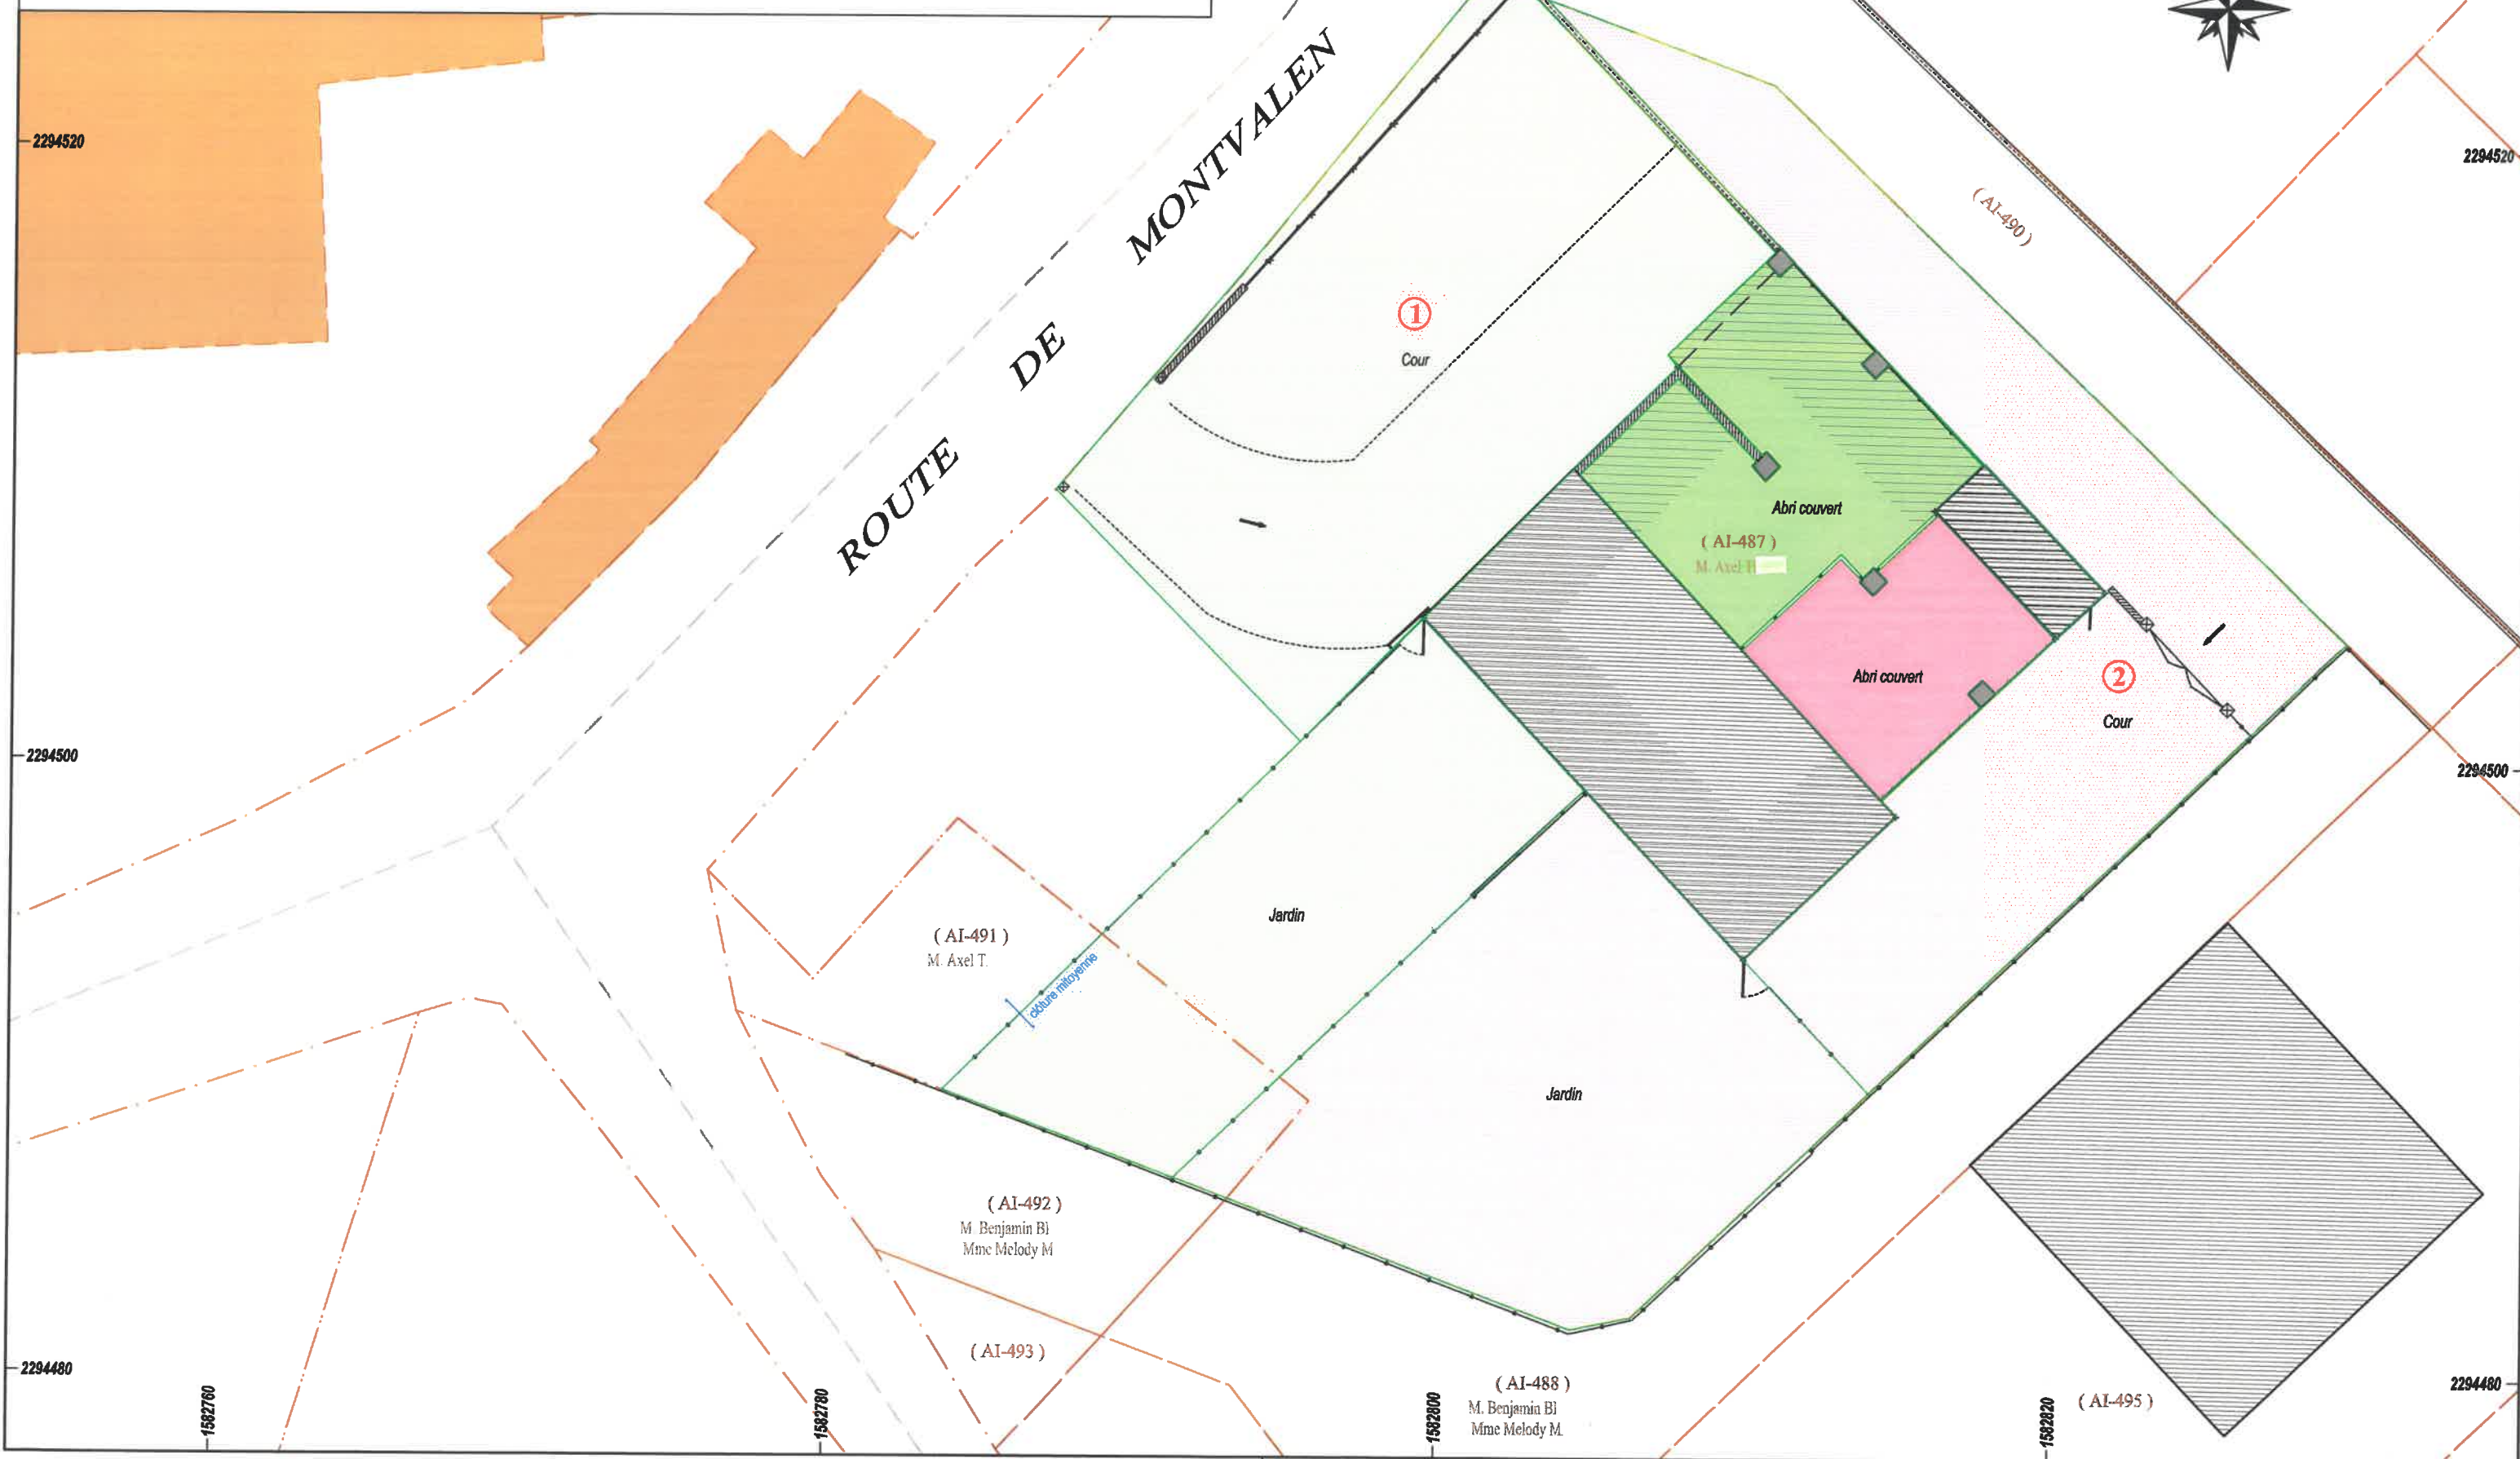 2294520
2294520
( AI-490 )
ROUTE DE MONTVALEN
1
Cour
Abri couvert
( AI-487 )
M. Axel
Abri couvert
2
Cour
2294500
2294500
Jardin
( AI-491 )
M. Axel T.
clôture mitoyenne
Jardin
( AI-492 )
M. Benjamin Bl
Mme Melody M
( AI-493 )
2294480
2294480
( AI-488 )
M. Benjamin Bl
Mme Melody M.
( AI-495 )
1582760
1582780
1582800
1582820